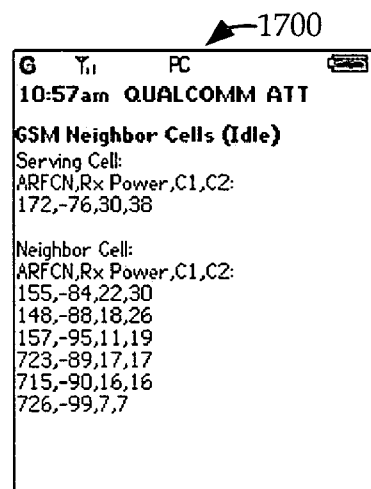 1700
G PC
10:57am QUALCOMM ATT
GSM Neighbor Cells (Idle)
Serving Cell:
ARFCN,Rx Power,C1,C2:
172,-76,30,38
Neighbor Cell:
ARFCN,Rx Power,C1,C2:
155,-84,22,30
148,-88,18,26
157,-95,11,19
723,-89,17,17
715,-90,16,16
726,-99,7,7